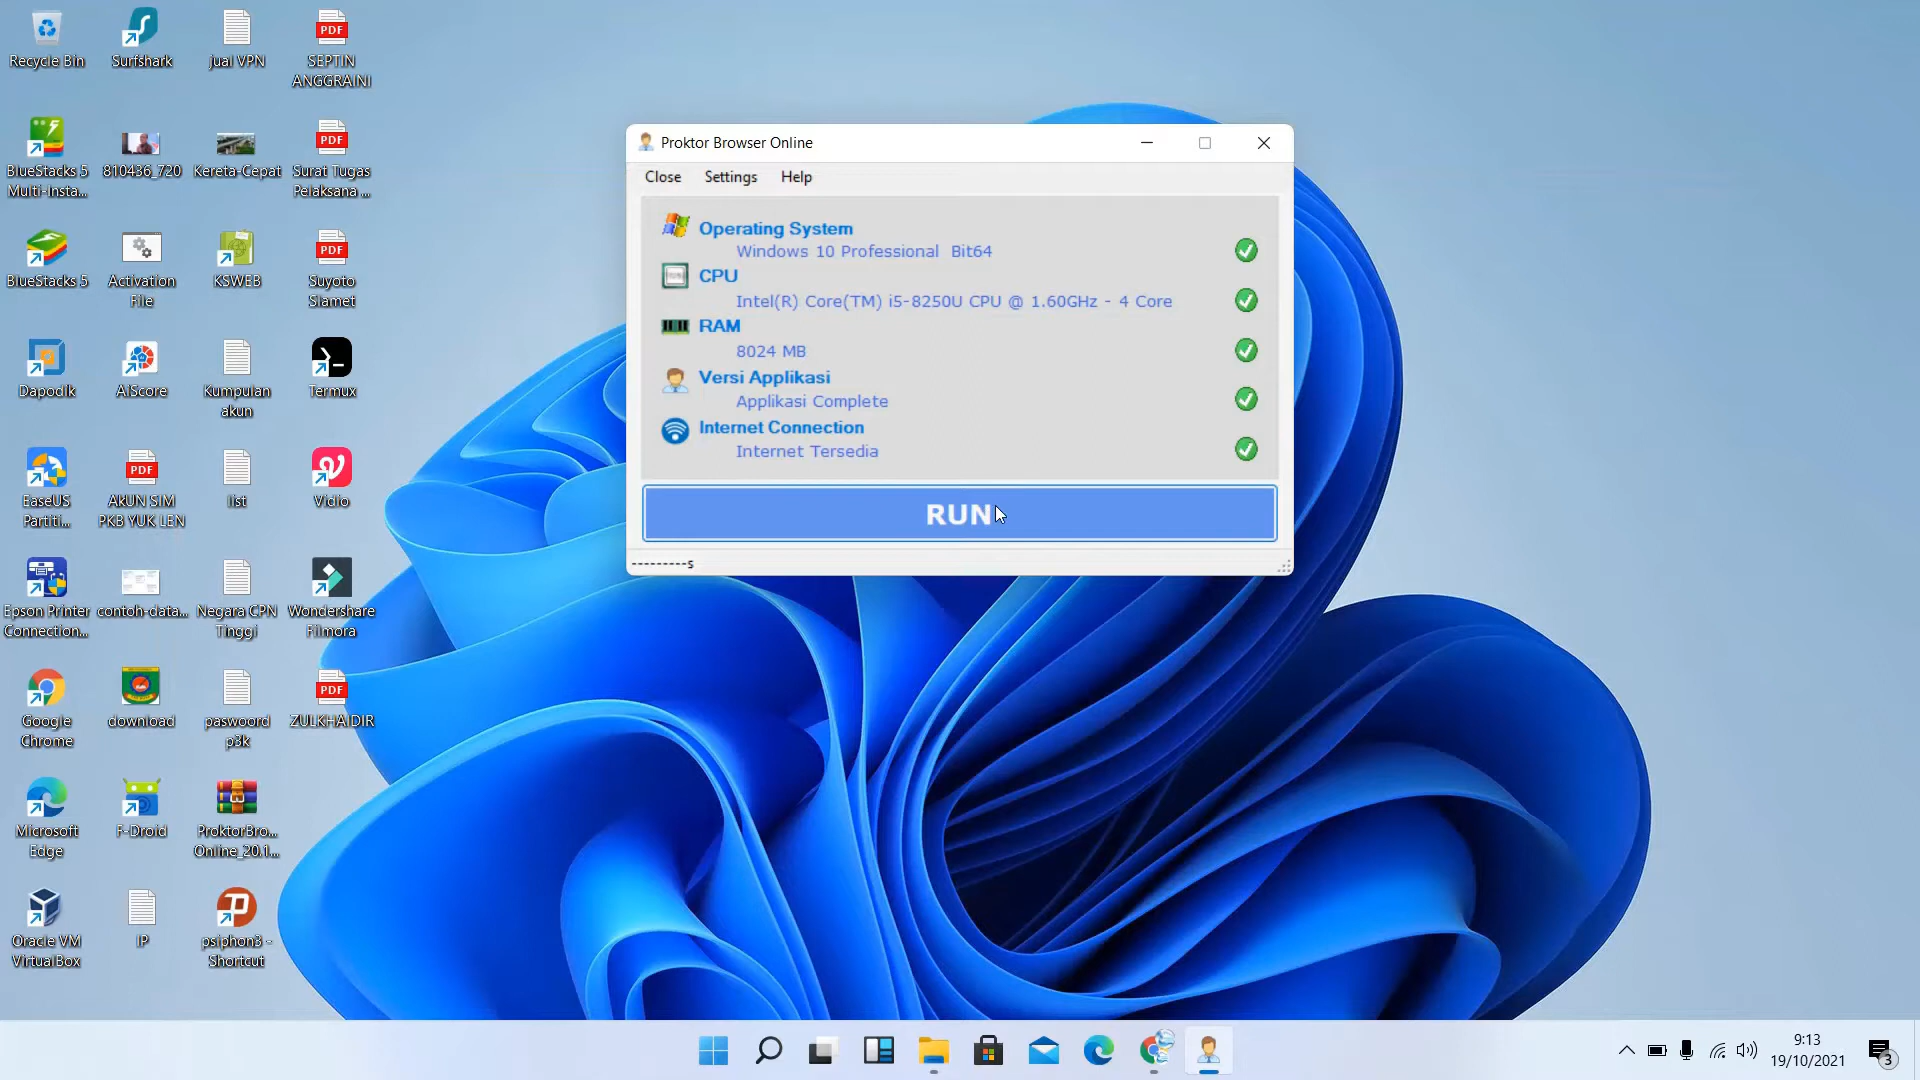 Recycle Bin
Surfshark
jual VPN
SEPTIN
ANGGRAINI
BlueStacks 5
Multi-Insta...
810436_720
Kereta-Cepat
Surat Tugas
Pelaksana ...
BlueStacks 5
Activation
File
KSWEB
Suyoto
Slamet
Dapodik
AiScore
Kumpulan
akun
Termux
EaseUS
Partiti...
AkUN SIM
PKB YUK LEN
list
Vidio
Epson Printer
Connection...
contoh-data...
Negara CPN
Tinggi
Wondershare
Filmora
Google
Chrome
download
paswoord
p3k
ZULKHAIDIR
Microsoft
Edge
F-Droid
ProktorBro...
Online_20.1...
Oracle VM
VirtualBox
IP
psiphon3 -
Shortcut
PDF
PDF
PDF
PDF
PDF
Proktor Browser Online
Close Settings Help
Operating System
Windows 10 Professional Bit64
CPU
Intel(R) Core(TM) i5-8250U CPU @ 1.60GHz - 4 Core
RAM
8024 MB
Versi Applikasi
Applikasi Complete
Internet Connection
Internet Tersedia
RUN
---------s
9:13
19/10/2021
3